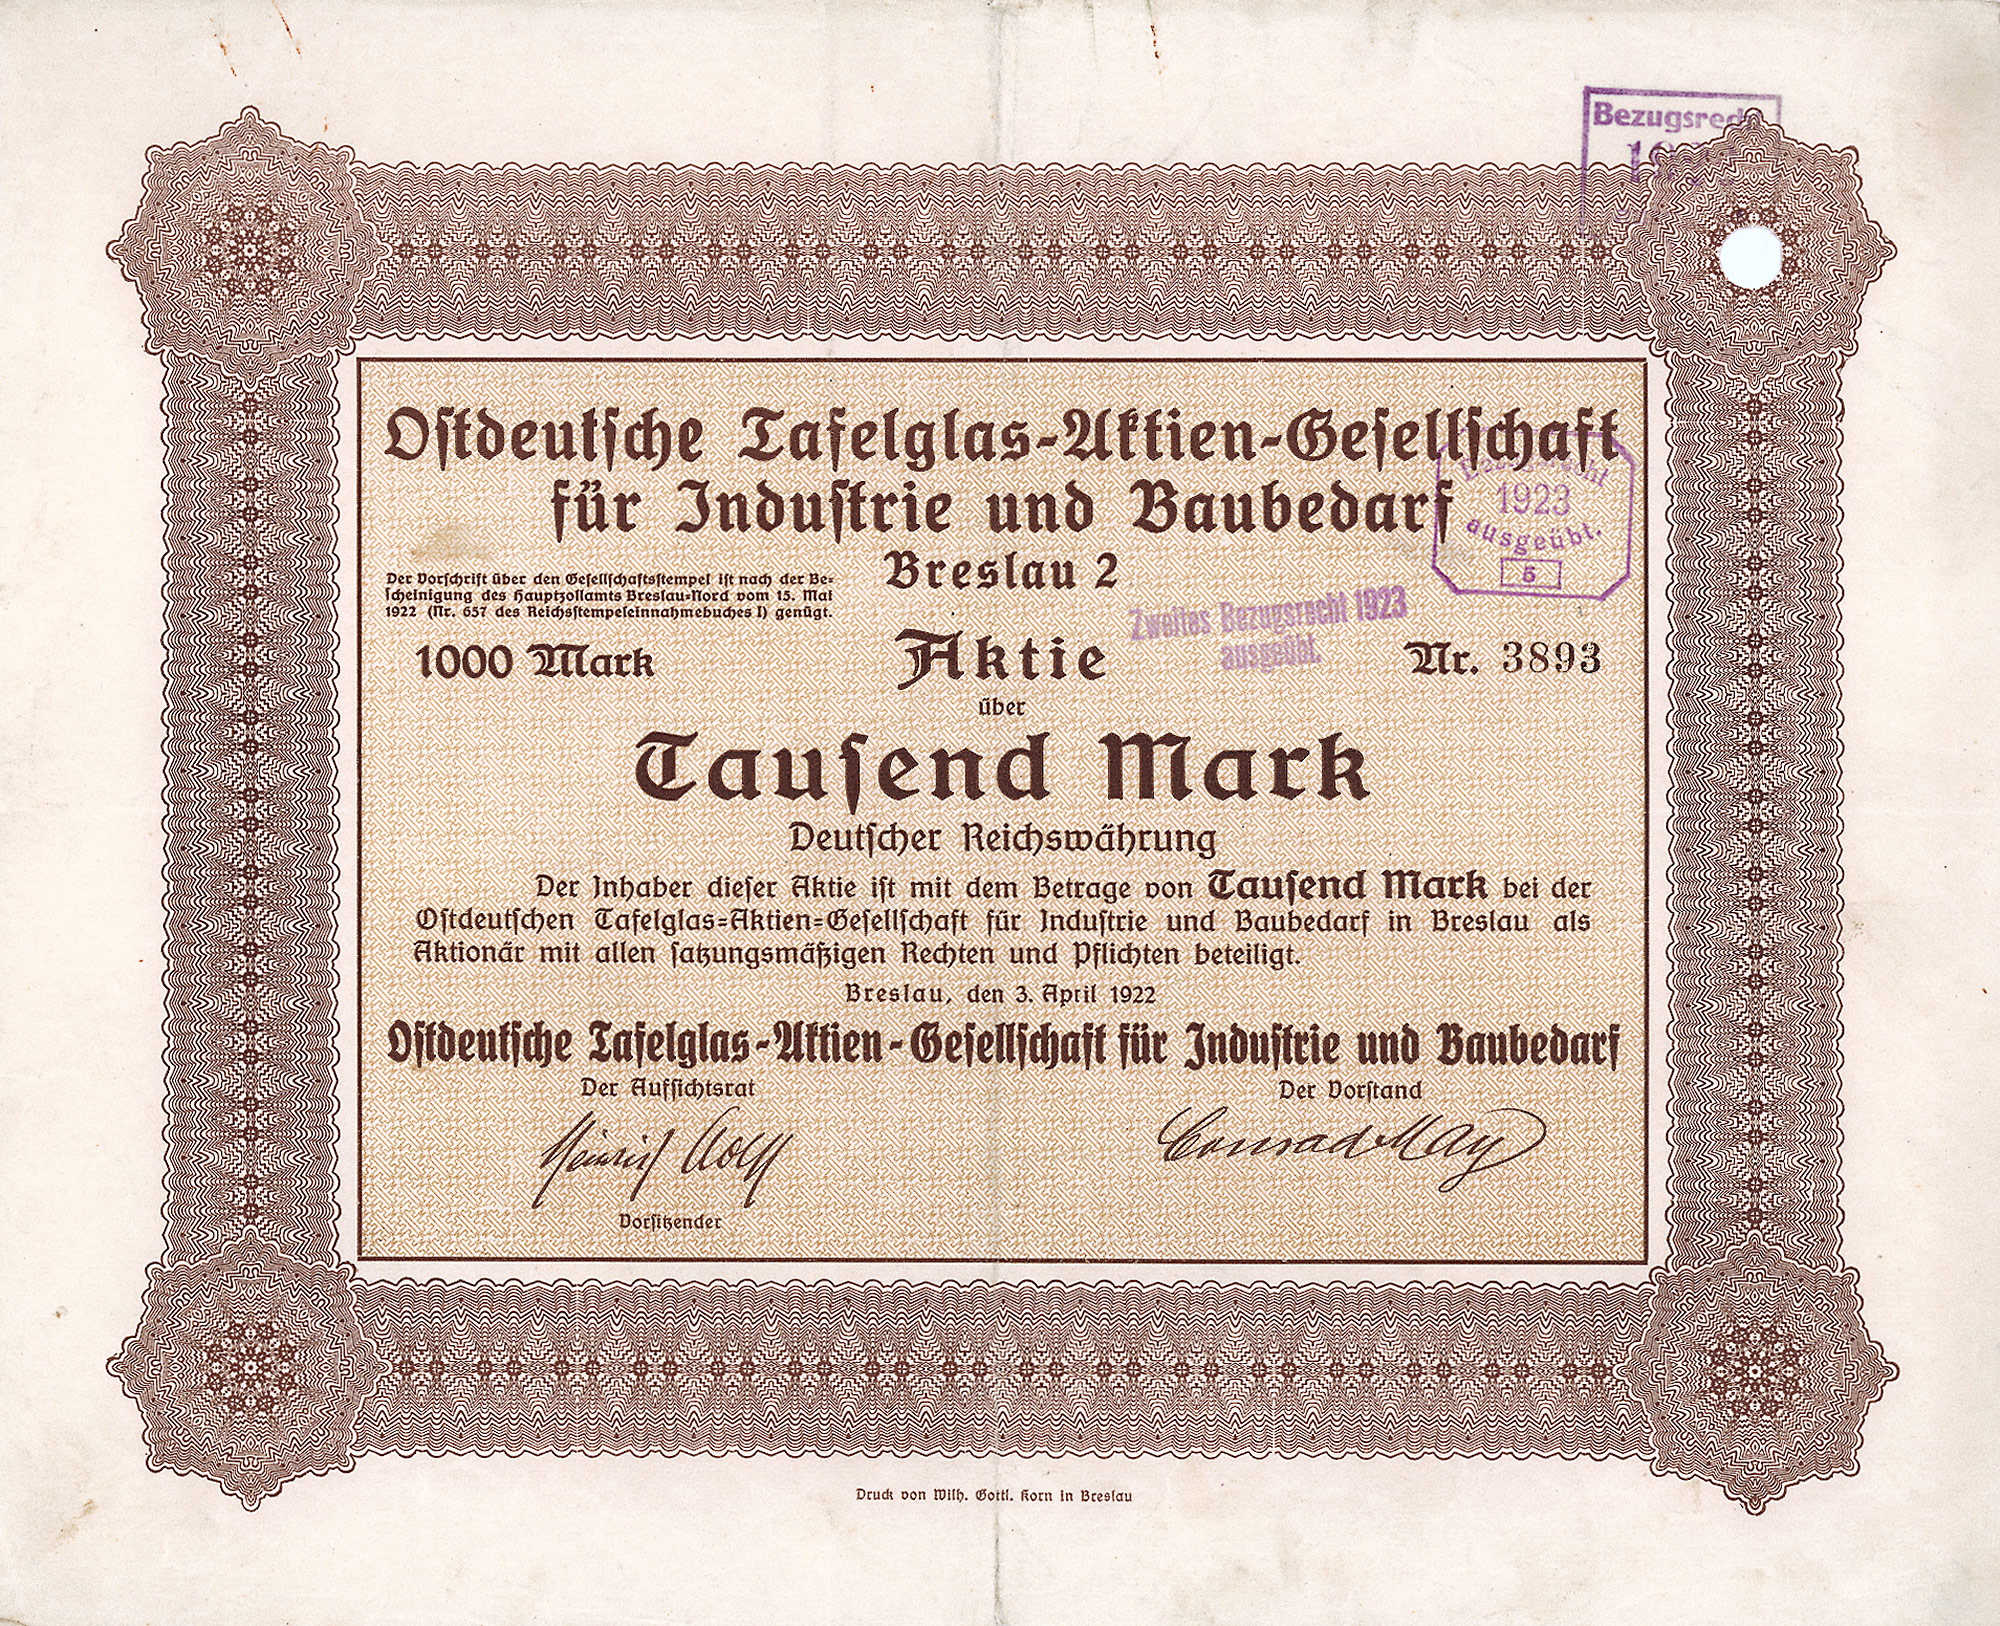 Bezugsrecht
Ostdeutsche Tafelglas-Aktien-Gesellschaft
für Industrie und Baubedarf
Bezugsrecht
1923
ausgeübt.
5
Breslau 2
Der Vorschrift über den Gesellschaftsstempel ist nach der Be-
scheinigung des Hauptzollamts Breslau-Nord vom 15. Mai
1922 (Nr. 657 des Reichsstempeleinnahmebuches I) genügt.
Zweites Bezugsrecht 1923
ausgeübt.
1000 Mark Aktie Nr. 3893
über
Tausend Mark
Deutscher Reichswährung
Der Inhaber dieser Aktie ist mit dem Betrage von Tausend Mark bei der
Ostdeutschen Tafelglas-Aktien-Gesellschaft für Industrie und Baubedarf in Breslau als
Aktionär mit allen satzungsmäßigen Rechten und Pflichten beteiligt.
Breslau, den 3. April 1922
Ostdeutsche Tafelglas-Aktien-Gesellschaft für Industrie und Baubedarf
Der Aufsichtsrat Der Vorstand
Heinrich Wolff Conrad May
Vorsitzender
Druck von Wilh. Gottl. Korn in Breslau